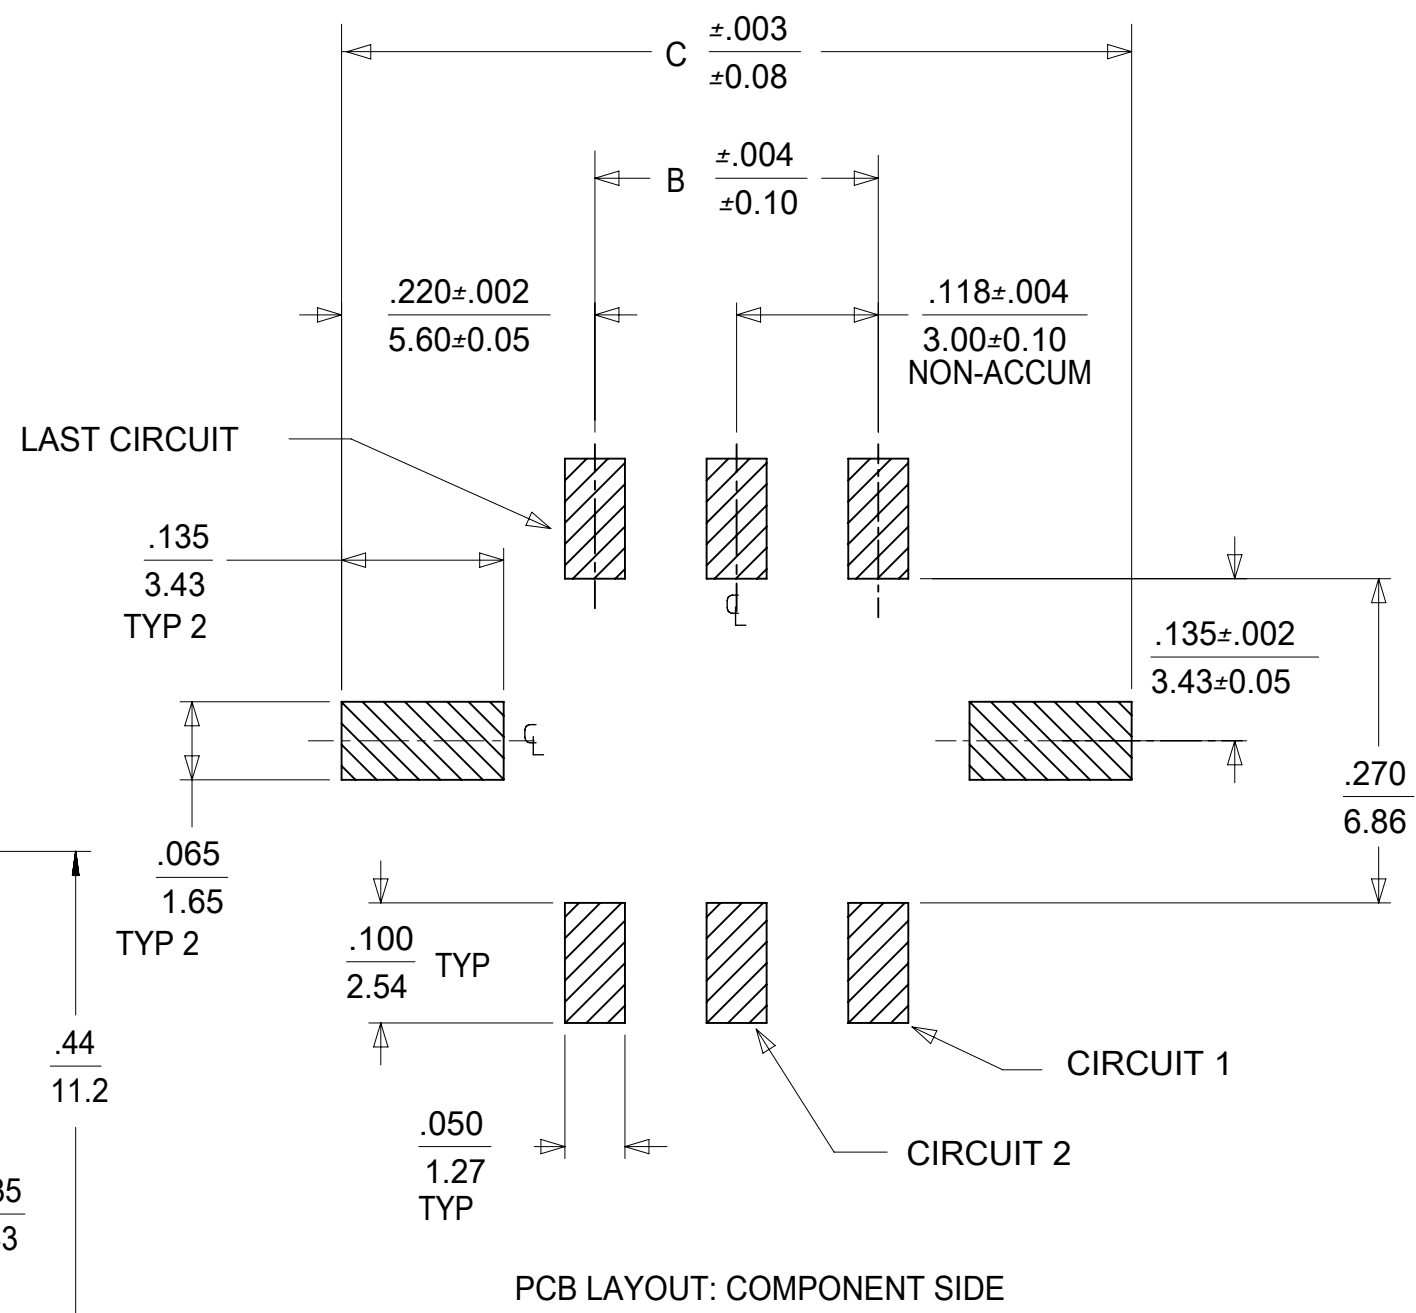 C ±.003
±0.08
B ±.004
±0.10
.220±.002
5.60±0.05
.118±.004
3.00±0.10
NON-ACCUM
LAST CIRCUIT
.135
3.43
TYP 2
℄
.135±.002
3.43±0.05
℄
.270
6.86
.065
1.65
TYP 2
.100
2.54
TYP
.44
11.2
CIRCUIT 1
.050
1.27
TYP
CIRCUIT 2
PCB LAYOUT: COMPONENT SIDE